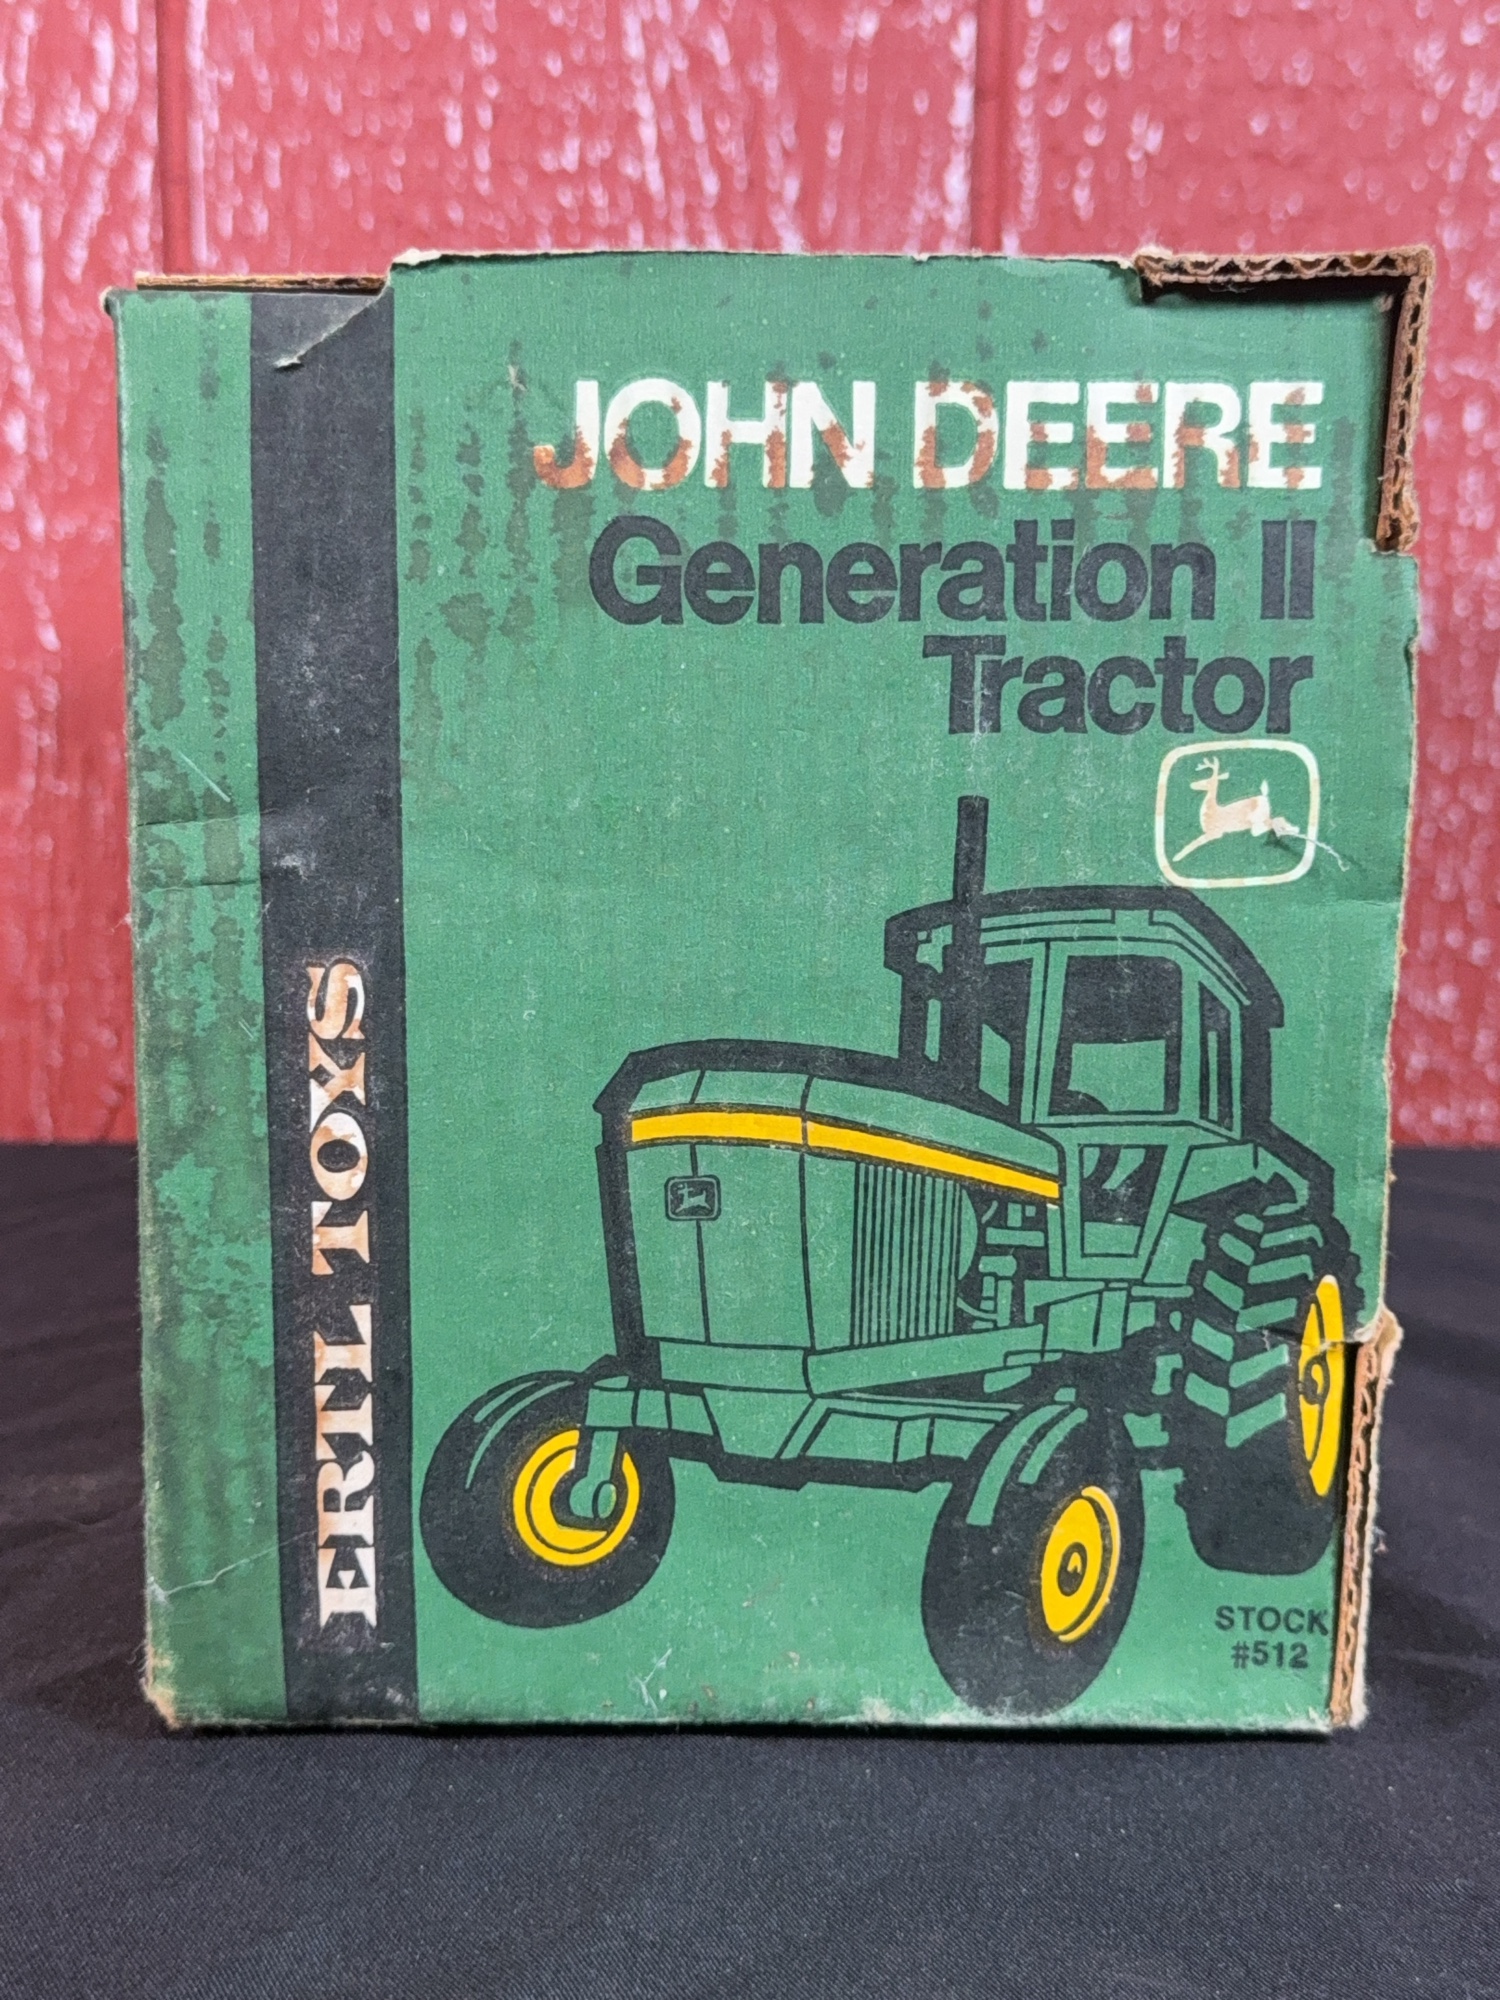 JOHN DEERE
Generation II
Tractor
ERTL TOYS
STOCK
#512